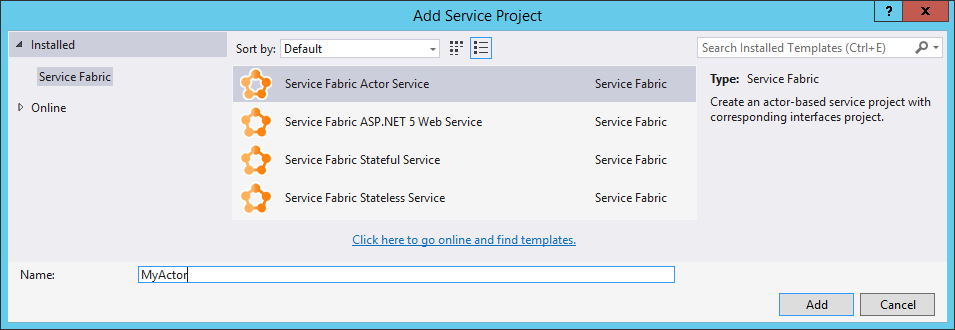 Add Service Project
?
Installed
Service Fabric
Online
Sort by: Default
Service Fabric Actor Service Service Fabric
Service Fabric ASP.NET 5 Web Service Service Fabric
Service Fabric Stateful Service Service Fabric
Service Fabric Stateless Service Service Fabric
Click here to go online and find templates.
Search Installed Templates (Ctrl+E)
Type: Service Fabric
Create an actor-based service project with
corresponding interfaces project.
Name: MyActor
Add Cancel